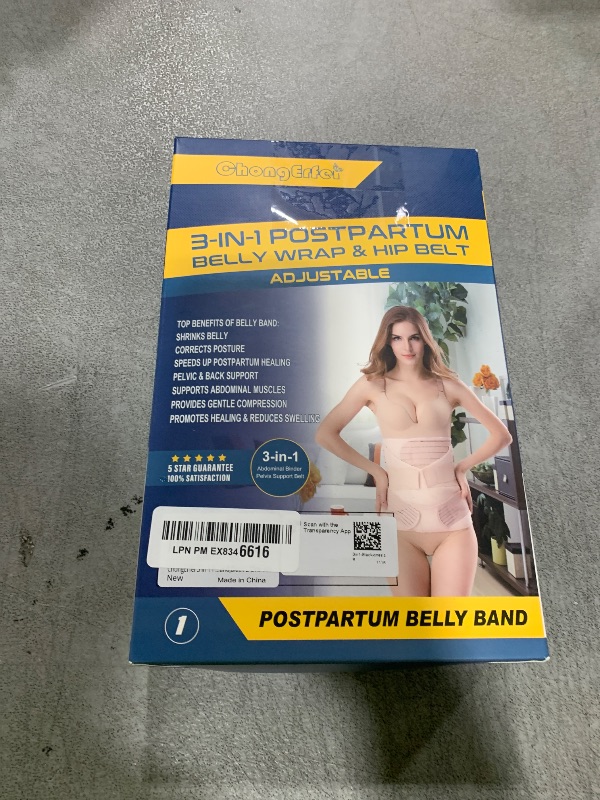 ChongErfei
3-IN-1 POSTPARTUM
BELLY WRAP & HIP BELT
ADJUSTABLE
TOP BENEFITS OF BELLY BAND:
SHRINKS BELLY
CORRECTS POSTURE
SPEEDS UP POSTPARTUM HEALING
PELVIC & BACK SUPPORT
SUPPORTS ABDOMINAL MUSCLES
PROVIDES GENTLE COMPRESSION
PROMOTES HEALING & REDUCES SWELLING
5 STAR GUARANTEE
100% SATISFACTION
3-in-1
Abdominal Binder
Pelvis Support Belt
Scan with the
Transparency App
LPN PM EX8346616
New
Made in China
1
POSTPARTUM BELLY BAND